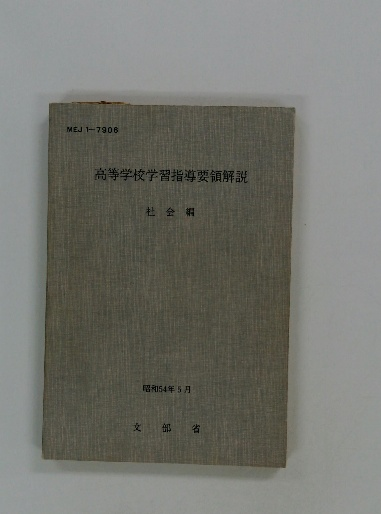 MEJ 1—7906
高等学校学習指導要領解説
社会編
昭和54年5月
文部省